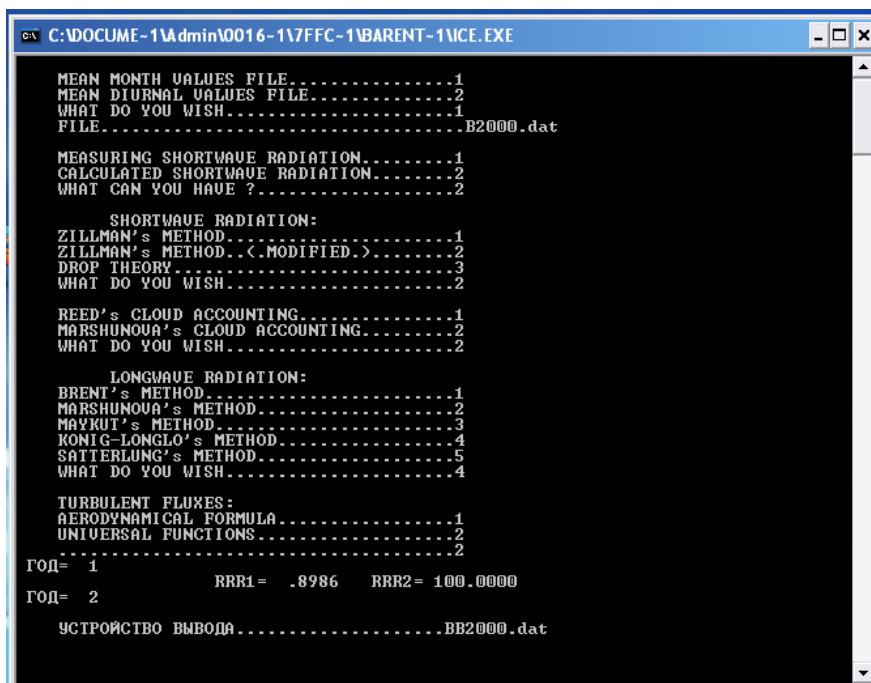 C:\DOCUME~1\Admin\0016~1\7FFC~1\BARENT~1\ICE.EXE
MEAN MONTH VALUES FILE................1
MEAN DIURNAL VALUES FILE..............2
WHAT DO YOU WISH......................1
FILE...................................B2000.dat
MEASURING SHORTWAVE RADIATION.........1
CALCULATED SHORTWAVE RADIATION........2
WHAT CAN YOU HAVE ?...................2
SHORTWAVE RADIATION:
ZILLMAN's METHOD......................1
ZILLMAN's METHOD..(.MODIFIED.)........2
DROP THEORY...........................3
WHAT DO YOU WISH......................2
REED's CLOUD ACCOUNTING...............1
MARSHUNOVA's CLOUD ACCOUNTING.........2
WHAT DO YOU WISH......................2
LONGWAVE RADIATION:
BRENT's METHOD........................1
MARSHUNOVA's METHOD...................2
MAYKUT's METHOD.......................3
KONIG-LONGLO's METHOD.................4
SATTERLUNG's METHOD...................5
WHAT DO YOU WISH......................4
TURBULENT FLUXES:
AERODYNAMICAL FORMULA.................1
UNIVERSAL FUNCTIONS...................2
......................................2
ГОД= 1
RRR1= .8986 RRR2= 100.0000
ГОД= 2
УСТРОЙСТВО ВЫВОДА....................BB2000.dat